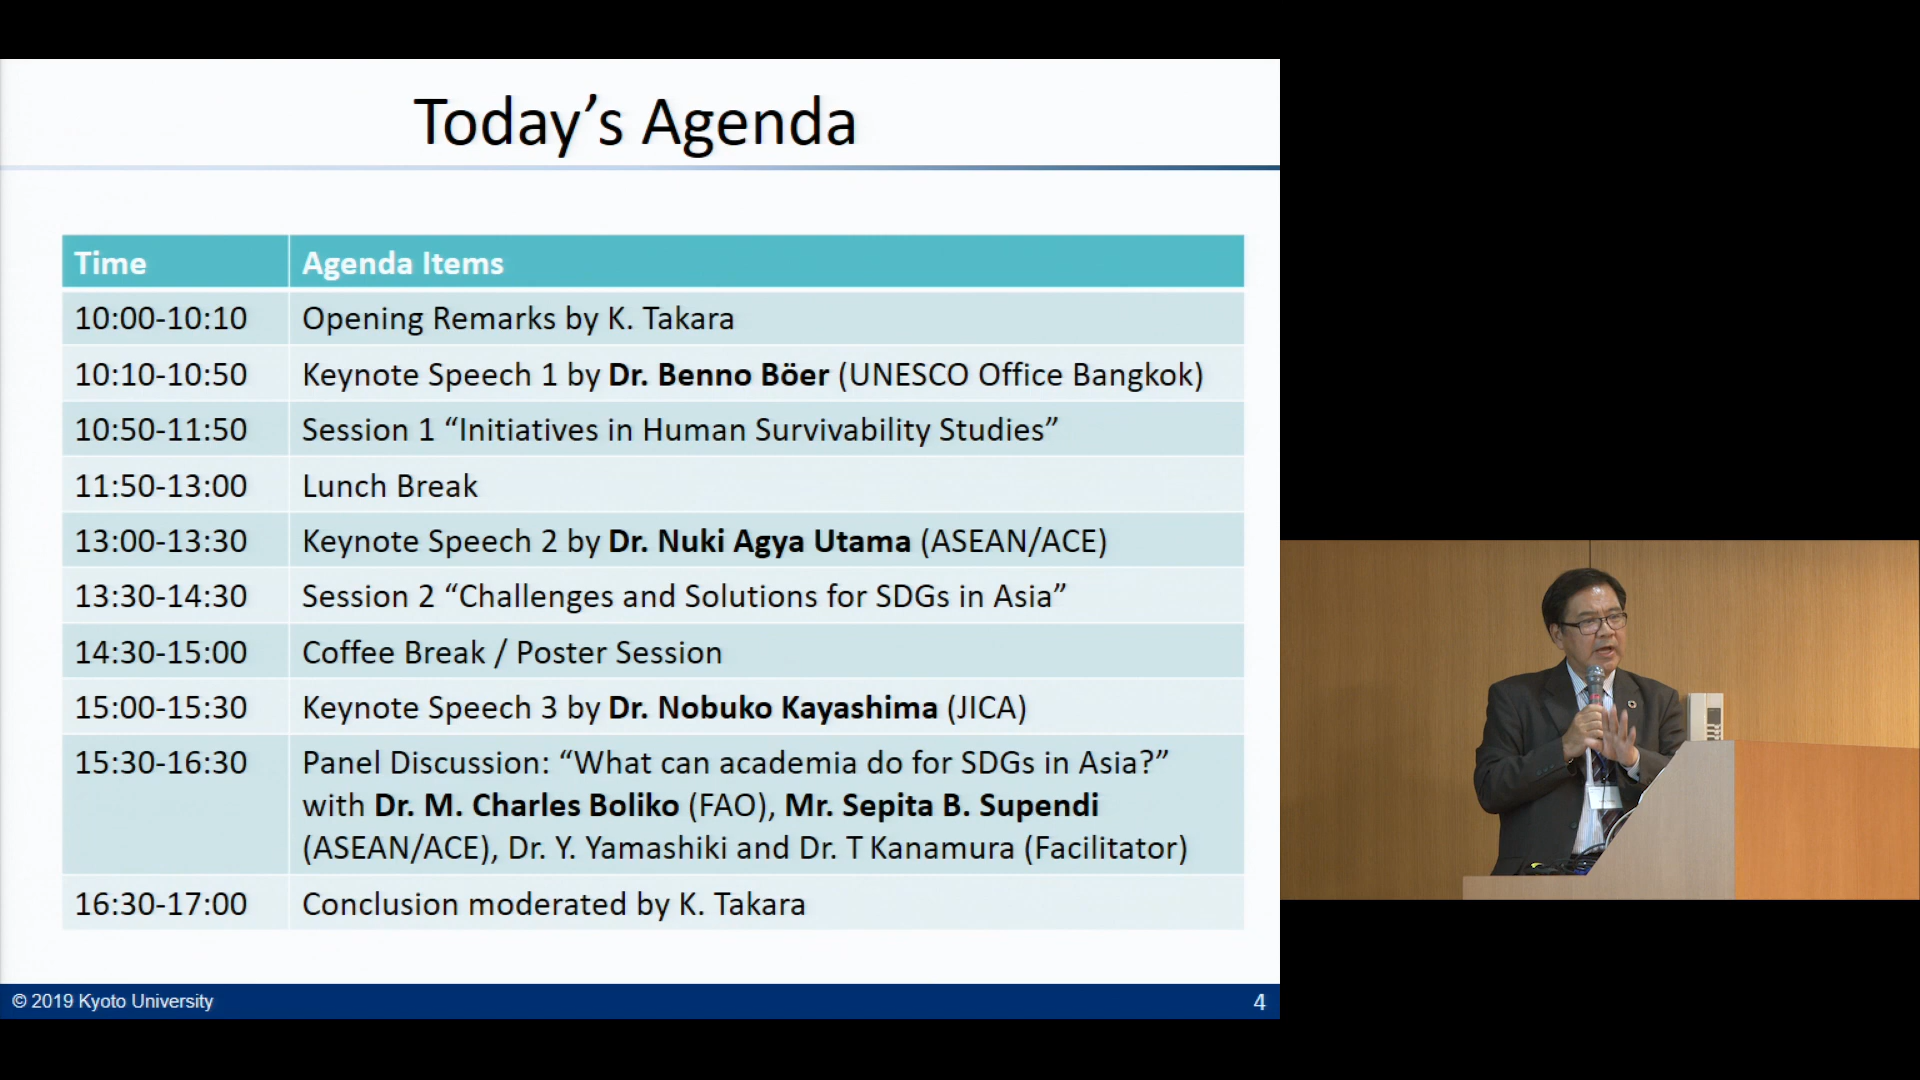 Today’s Agenda
Time Agenda Items
10:00-10:10 Opening Remarks by K. Takara
10:10-10:50 Keynote Speech 1 by Dr. Benno Böer (UNESCO Office Bangkok)
10:50-11:50 Session 1 “Initiatives in Human Survivability Studies”
11:50-13:00 Lunch Break
13:00-13:30 Keynote Speech 2 by Dr. Nuki Agya Utama (ASEAN/ACE)
13:30-14:30 Session 2 “Challenges and Solutions for SDGs in Asia”
14:30-15:00 Coffee Break / Poster Session
15:00-15:30 Keynote Speech 3 by Dr. Nobuko Kayashima (JICA)
15:30-16:30 Panel Discussion: “What can academia do for SDGs in Asia?”
with Dr. M. Charles Boliko (FAO), Mr. Sepita B. Supendi
(ASEAN/ACE), Dr. Y. Yamashiki and Dr. T Kanamura (Facilitator)
16:30-17:00 Conclusion moderated by K. Takara
© 2019 Kyoto University 4